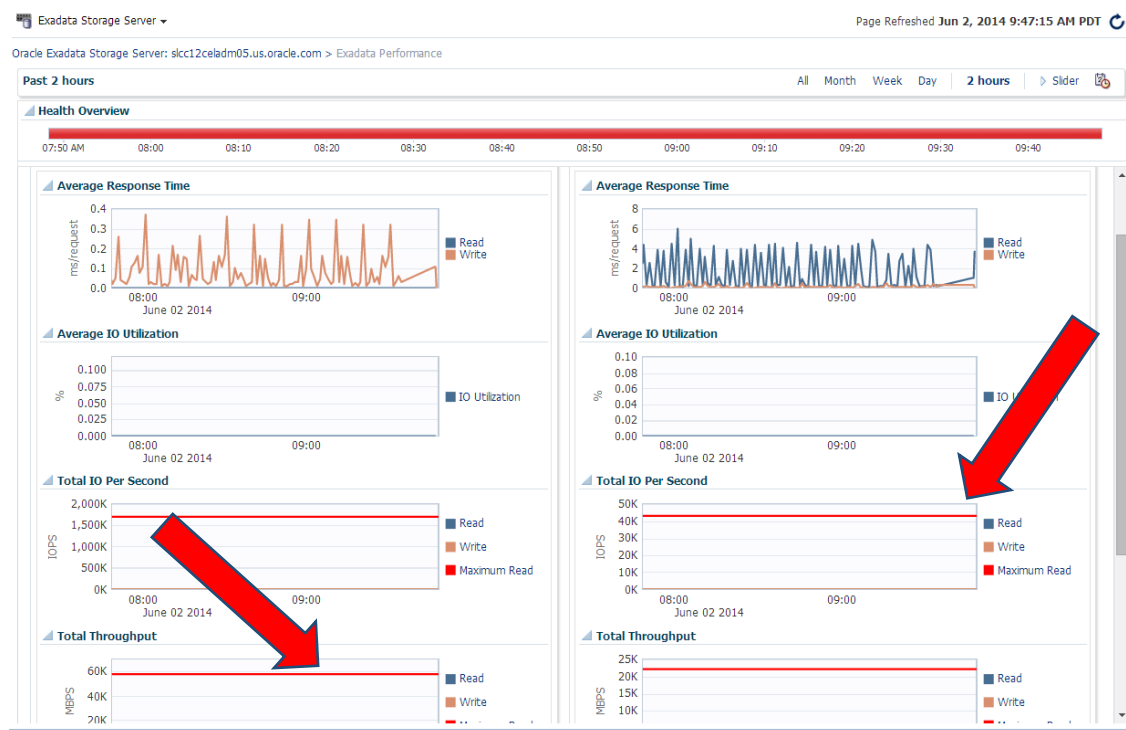 Exadata Storage Server
Page Refreshed Jun 2, 2014 9:47:15 AM PDT
Oracle Exadata Storage Server: slcc12celadm05.us.oracle.com > Exadata Performance
Past 2 hours
All Month Week Day 2 hours Slider
Health Overview
07:50 AM 08:00 08:10 08:20 08:30 08:40 08:50 09:00 09:10 09:20 09:30 09:40
Average Response Time
ms/request
0.4
0.3
0.2
0.1
0.0
08:00 09:00
June 02 2014
Read
Write
Average IO Utilization
%
0.100
0.075
0.050
0.025
0.000
08:00 09:00
June 02 2014
IO Utilization
Total IO Per Second
IOPS
2,000K
1,500K
1,000K
500K
0K
08:00 09:00
June 02 2014
Read
Write
Maximum Read
Total Throughput
MBPS
60K
40K
20K
Read
Write
Average Response Time
ms/request
8
6
4
2
0
08:00 09:00
June 02 2014
Read
Write
Average IO Utilization
%
0.10
0.08
0.06
0.04
0.02
0.00
08:00 09:00
June 02 2014
IO
Total IO Per Second
IOPS
50K
40K
30K
20K
10K
0K
08:00 09:00
June 02 2014
Read
Write
Maximum Read
Total Throughput
MBPS
25K
20K
15K
10K
Read
Write